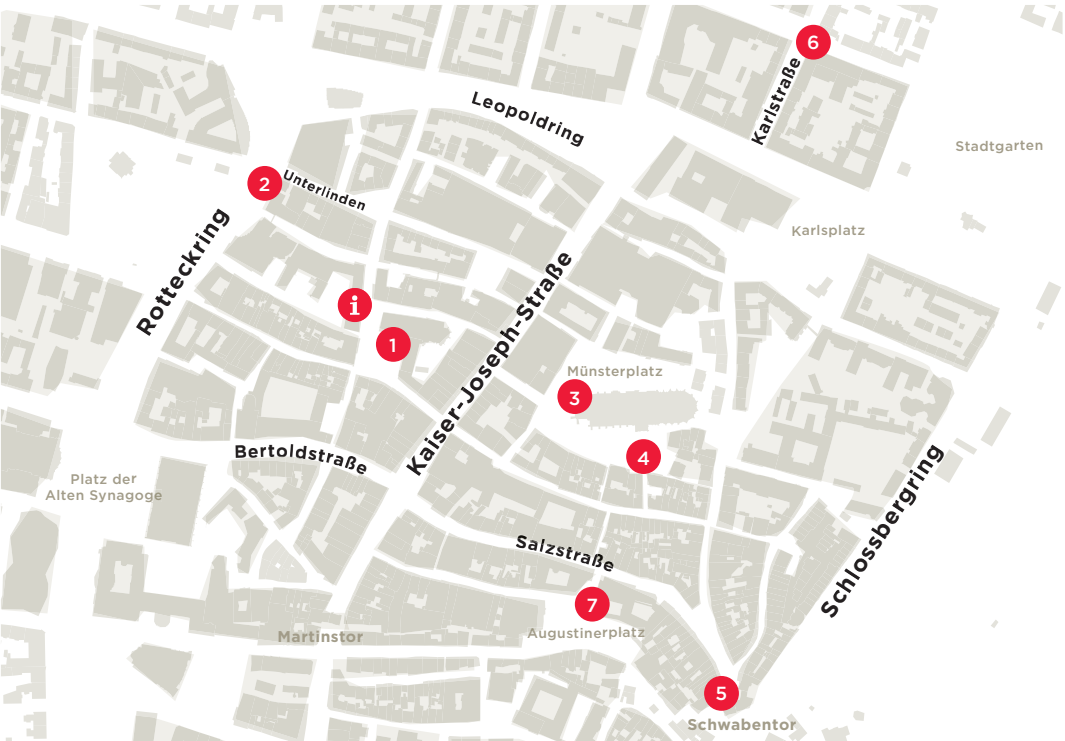 6
Karlstraße
Leopoldring
Stadtgarten
2
Unterlinden
Karlsplatz
Rotteckring
Kaiser-Joseph-Straße
i
1
Münsterplatz
3
Bertoldstraße
4
Platz der
Alten Synagoge
Schlossbergring
Salzstraße
7
Augustinerplatz
Martinstor
5
Schwabentor